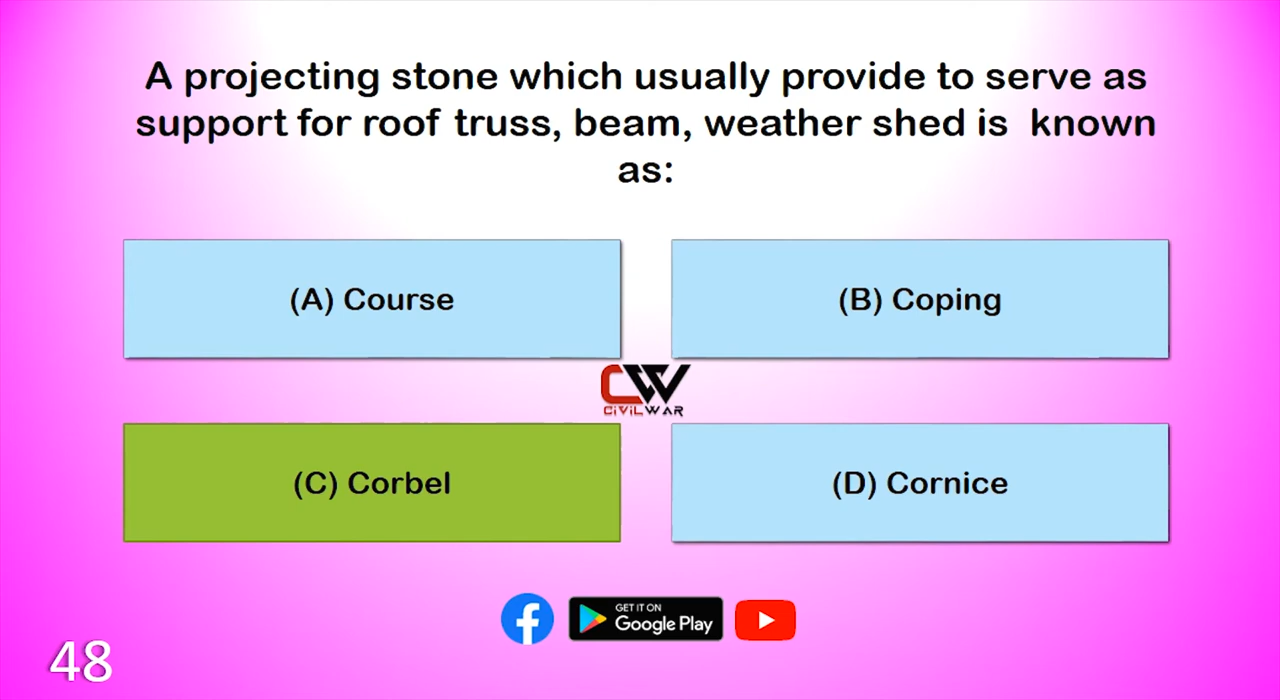 A projecting stone which usually provide to serve as
support for roof truss, beam, weather shed is known
as:
(A) Course
(B) Coping
CW
CiViLWAR
(C) Corbel
(D) Cornice
GET IT ON
Google Play
48